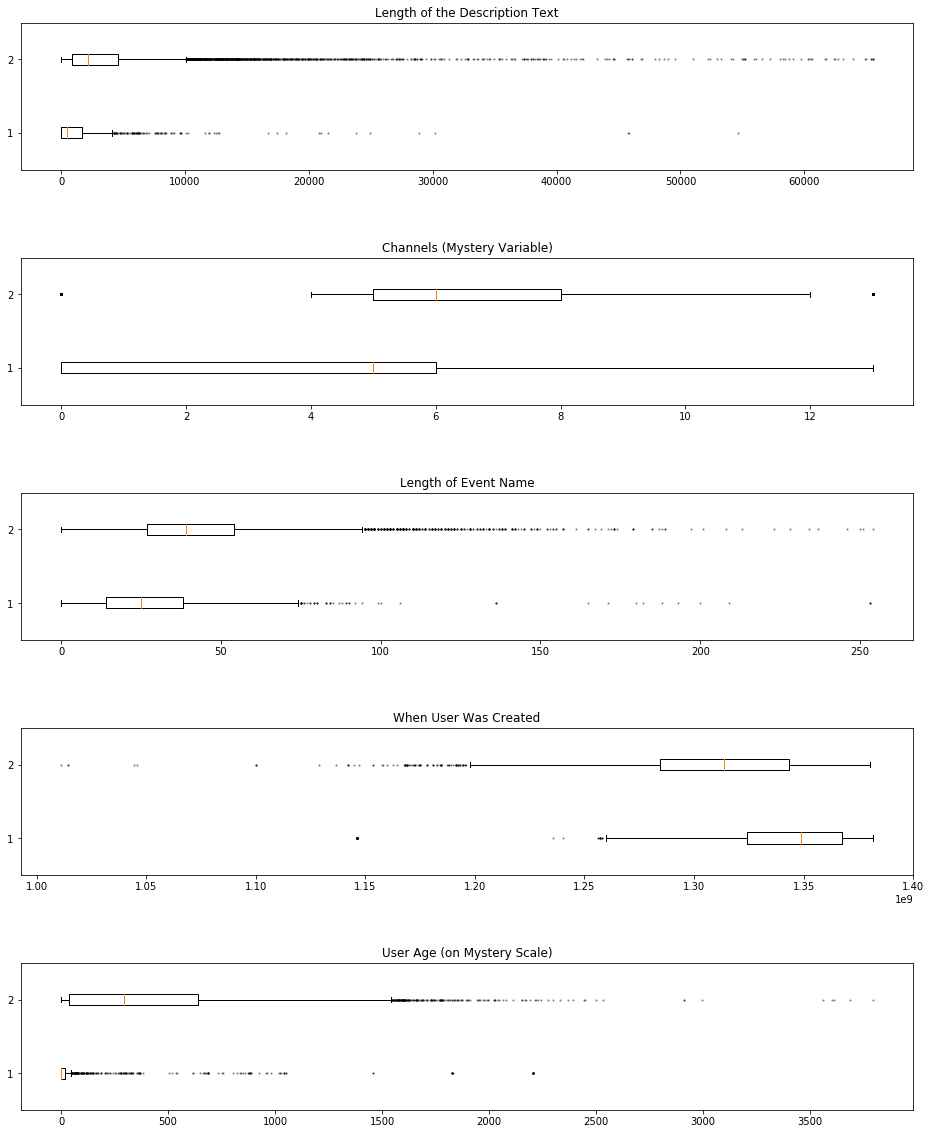 Length of the Description Text
2
1
0 10000 20000 30000 40000 50000 60000
Channels (Mystery Variable)
2
1
0 2 4 6 8 10 12
Length of Event Name
2
1
0 50 100 150 200 250
When User Was Created
2
1
1.00 1.05 1.10 1.15 1.20 1.25 1.30 1.35 1.40
1e9
User Age (on Mystery Scale)
2
1
0 500 1000 1500 2000 2500 3000 3500